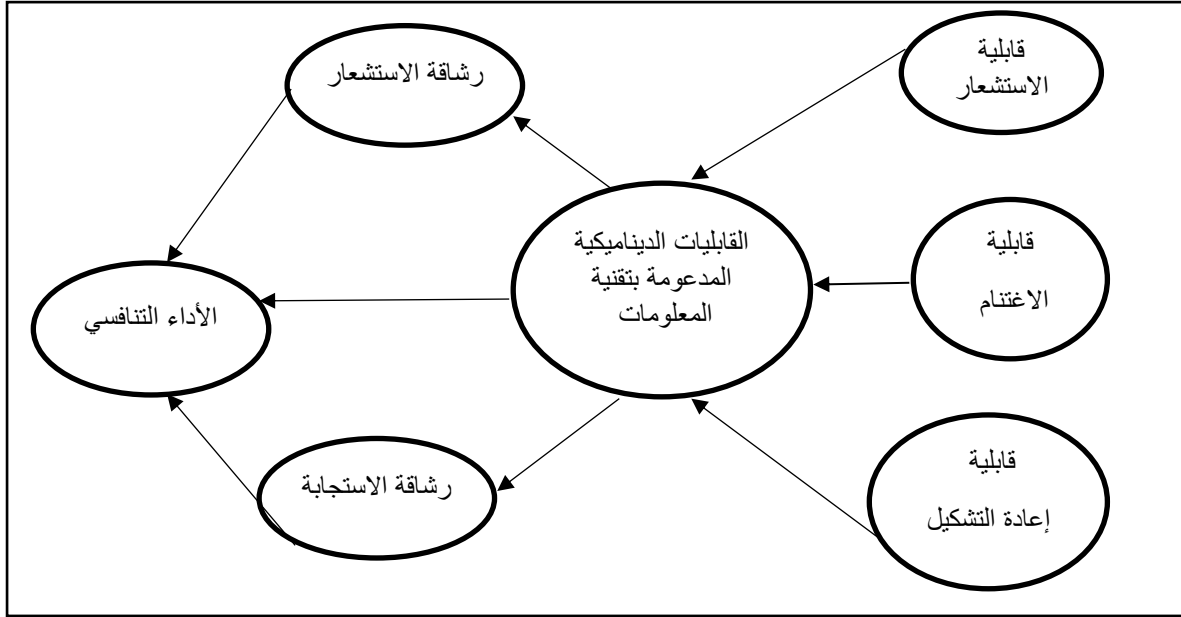 قابلية
الاستشعار
رشاقة الاستشعار
القابليات الديناميكية
المدعومة بتقنية
المعلومات
قابلية
الاغتنام
الأداء التنافسي
قابلية
إعادة التشكيل
رشاقة الاستجابة